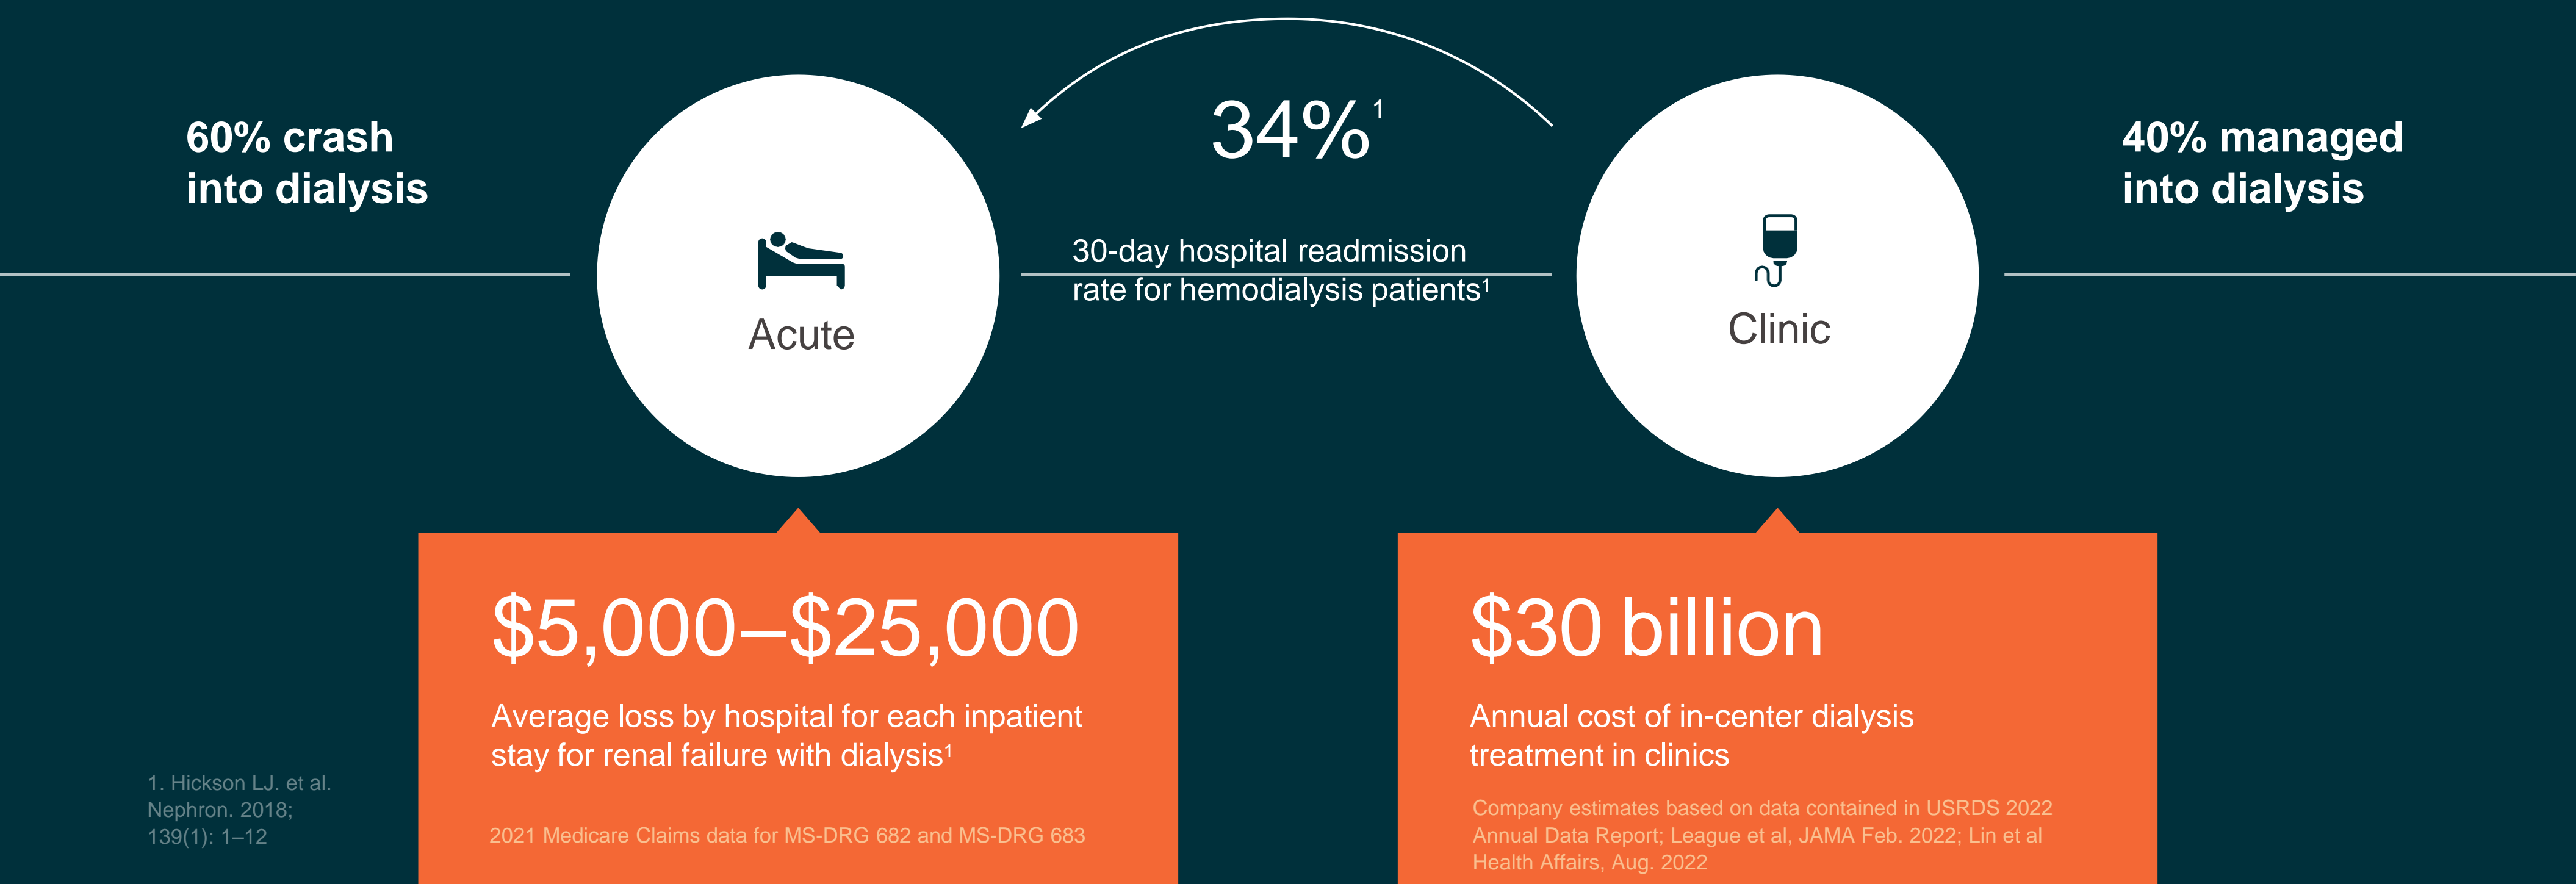 60% crash
into dialysis
Acute
34%¹
30-day hospital readmission
rate for hemodialysis patients¹
Clinic
40% managed
into dialysis
$5,000–$25,000
Average loss by hospital for each inpatient
stay for renal failure with dialysis¹
2021 Medicare Claims data for MS-DRG 682 and MS-DRG 683
$30 billion
Annual cost of in-center dialysis
treatment in clinics
Company estimates based on data contained in USRDS 2022
Annual Data Report; League et al, JAMA Feb. 2022; Lin et al
Health Affairs, Aug. 2022
1. Hickson LJ. et al.
Nephron. 2018;
139(1): 1–12